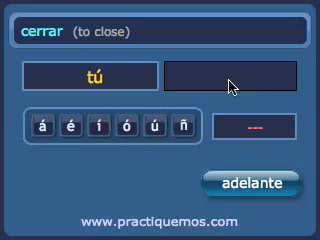 cerrar (to close)
tú
á é í ó ú ñ ---
adelante
www.practiquemos.com